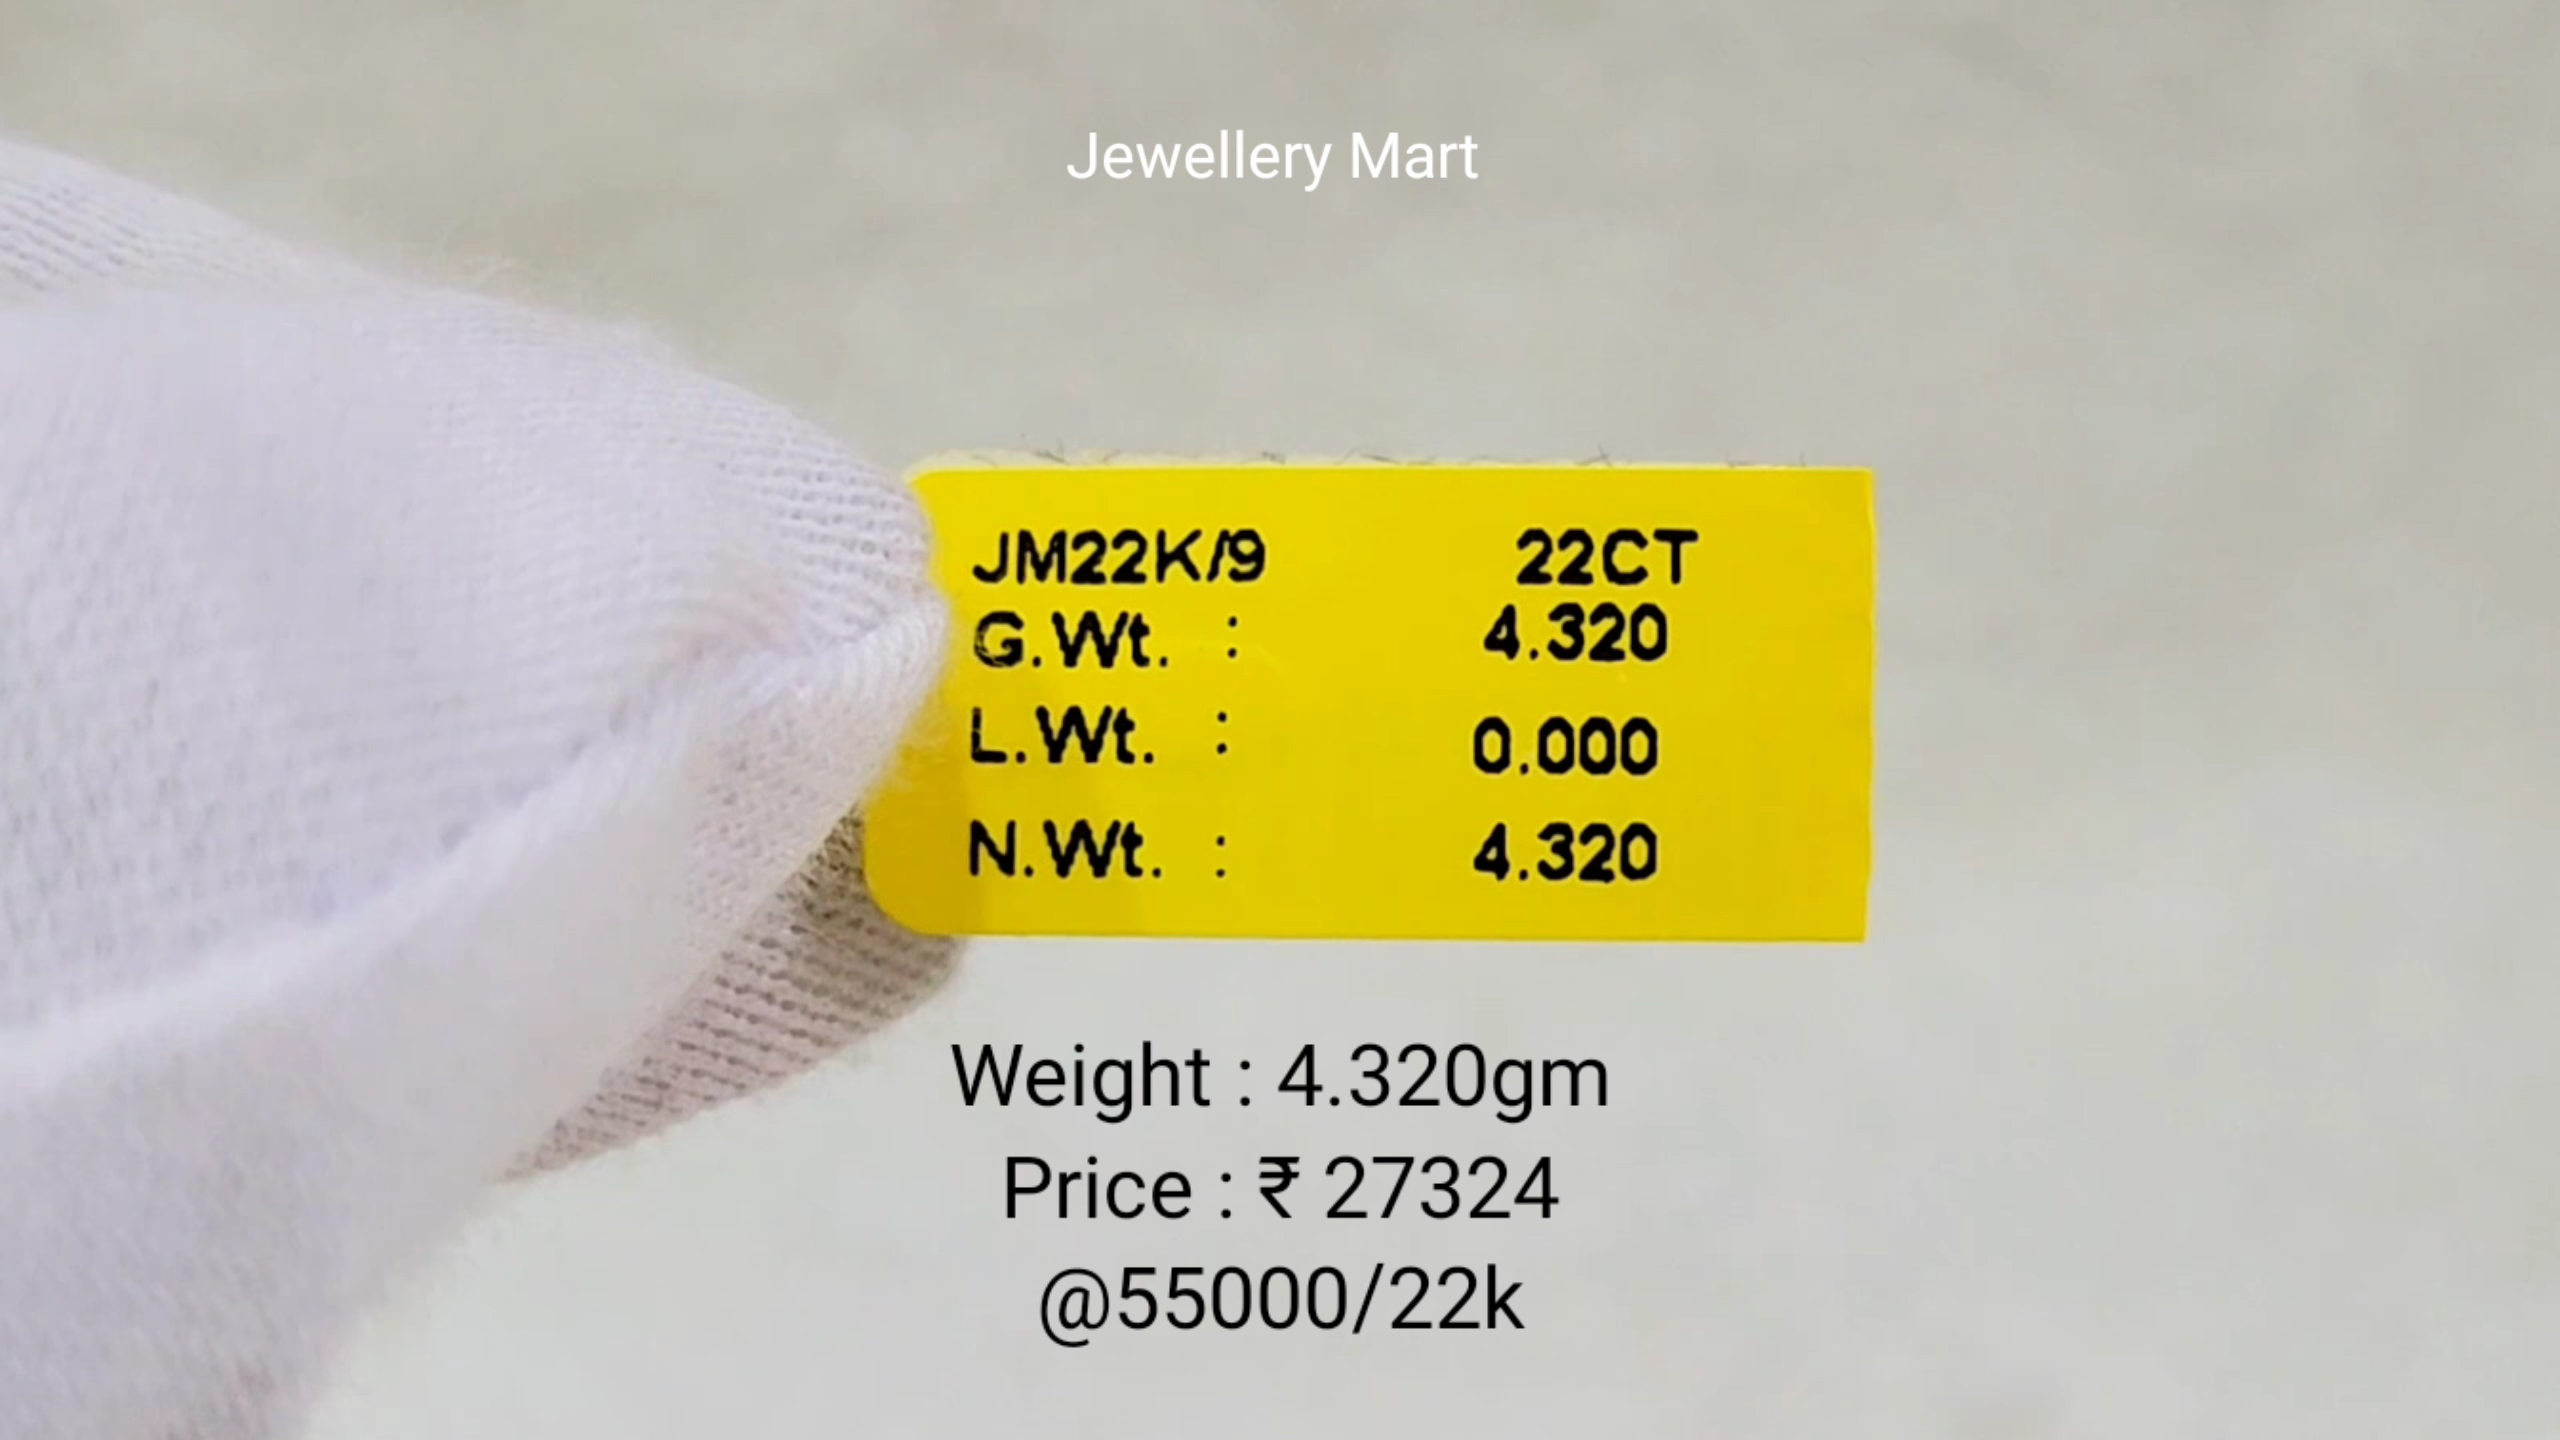 Jewellery Mart
JM22K/9 22CT
G.Wt. : 4.320
L.Wt. : 0.000
N.Wt. : 4.320
Weight : 4.320gm
Price : ₹ 27324
@55000/22k